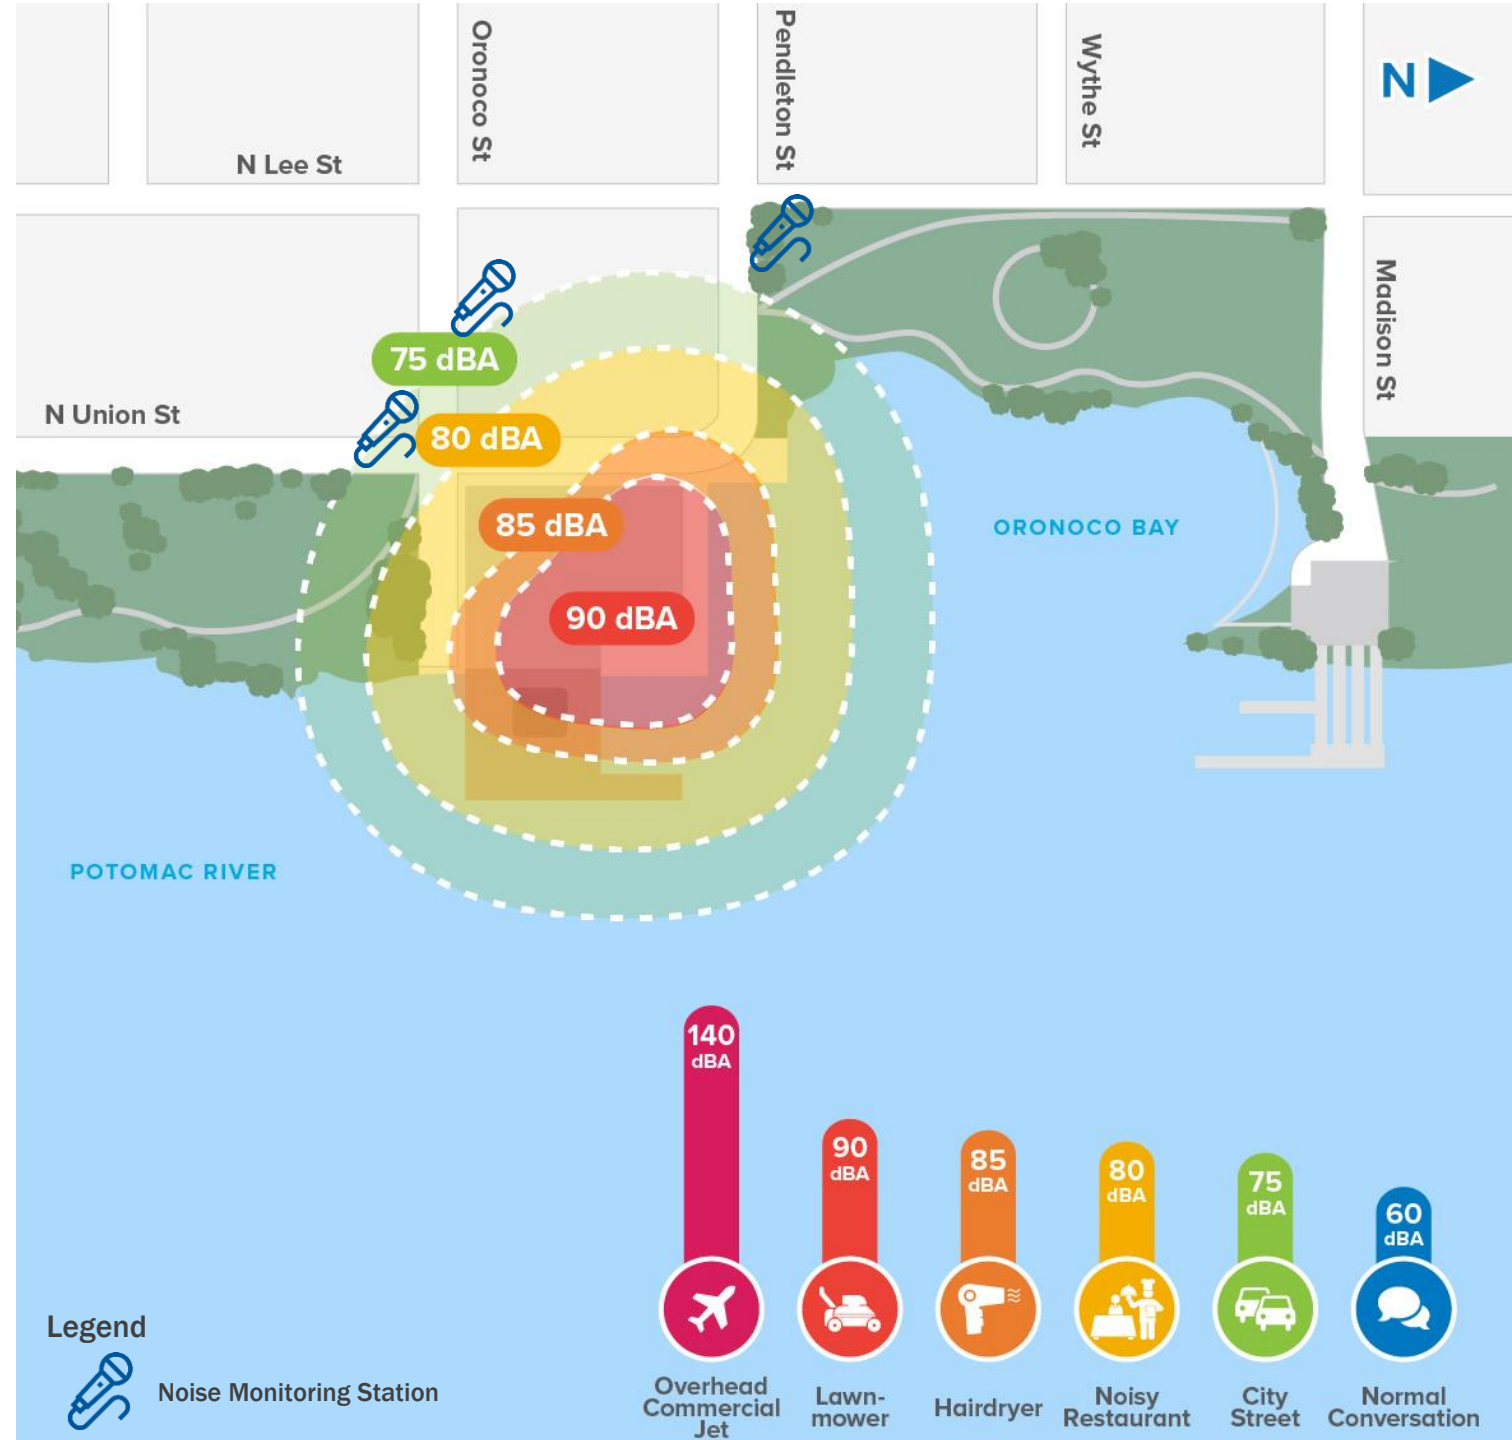 Oronoco St
Pendleton St
Wythe St
N
N Lee St
Madison St
75 dBA
N Union St
80 dBA
85 dBA
ORONOCO BAY
90 dBA
POTOMAC RIVER
140
dBA
90
dBA
85
dBA
80
dBA
75
dBA
60
dBA
Legend
Noise Monitoring Station
Overhead
Commercial
Jet
Lawn-
mower
Hairdryer
Noisy
Restaurant
City
Street
Normal
Conversation